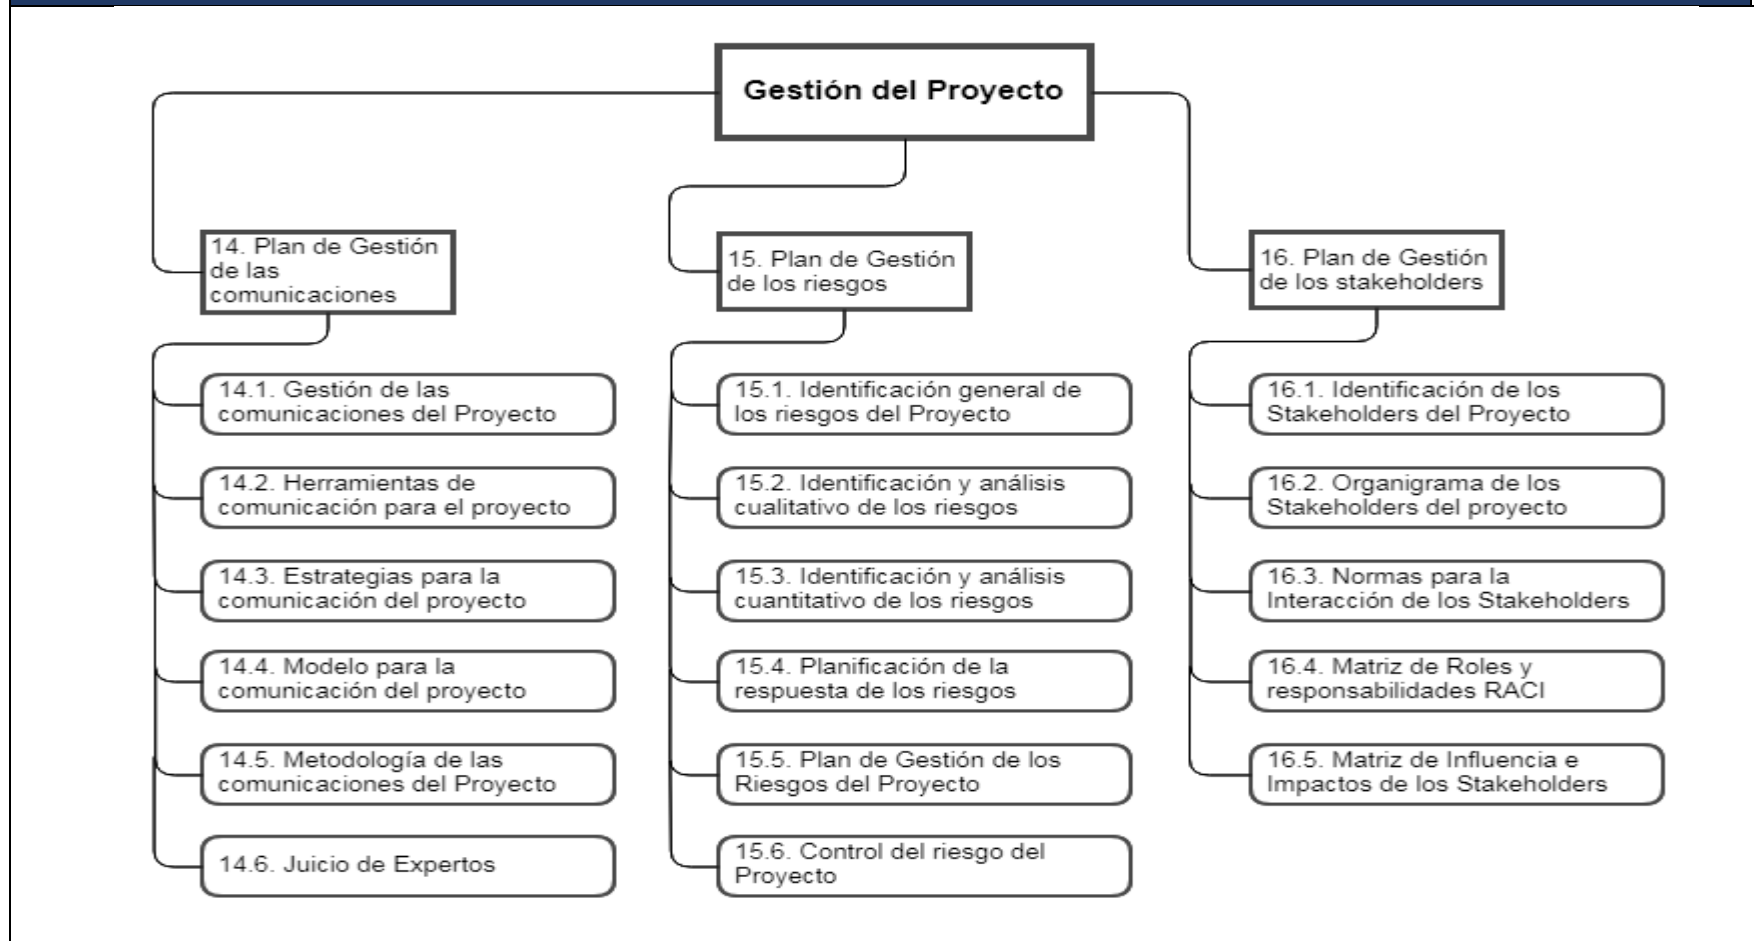 Gestión del Proyecto
14. Plan de Gestión
de las
comunicaciones
14.1. Gestión de las
comunicaciones del Proyecto
14.2. Herramientas de
comunicación para el proyecto
14.3. Estrategias para la
comunicación del proyecto
14.4. Modelo para la
comunicación del proyecto
14.5. Metodología de las
comunicaciones del Proyecto
14.6. Juicio de Expertos
15. Plan de Gestión
de los riesgos
15.1. Identificación general de
los riesgos del Proyecto
15.2. Identificación y análisis
cualitativo de los riesgos
15.3. Identificación y análisis
cuantitativo de los riesgos
15.4. Planificación de la
respuesta de los riesgos
15.5. Plan de Gestión de los
Riesgos del Proyecto
15.6. Control del riesgo del
Proyecto
16. Plan de Gestión
de los stakeholders
16.1. Identificación de los
Stakeholders del Proyecto
16.2. Organigrama de los
Stakeholders del proyecto
16.3. Normas para la
Interacción de los Stakeholders
16.4. Matriz de Roles y
responsabilidades RACI
16.5. Matriz de Influencia e
Impactos de los Stakeholders